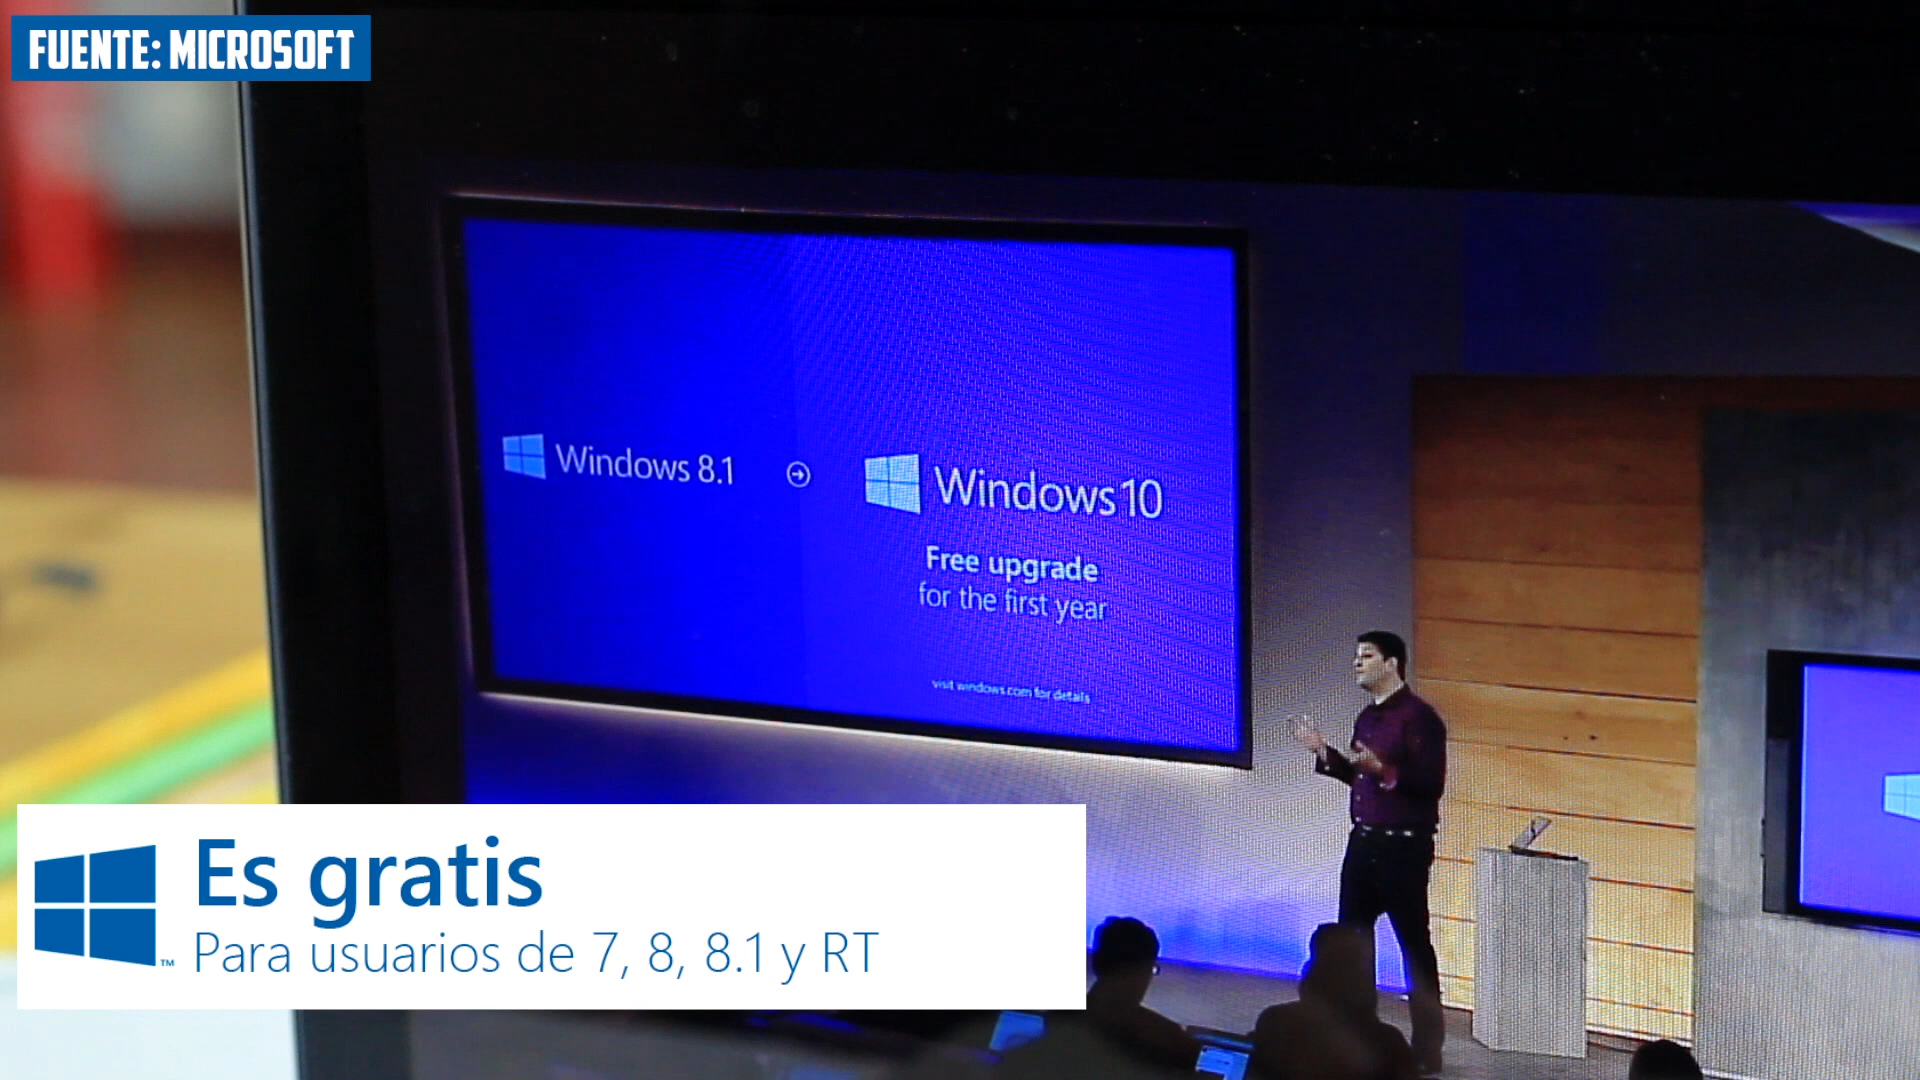 FUENTE: MICROSOFT
Windows 8.1
Windows 10
Free upgrade
for the first year
visit windows.com for details
Es gratis
Para usuarios de 7, 8, 8.1 y RT
™